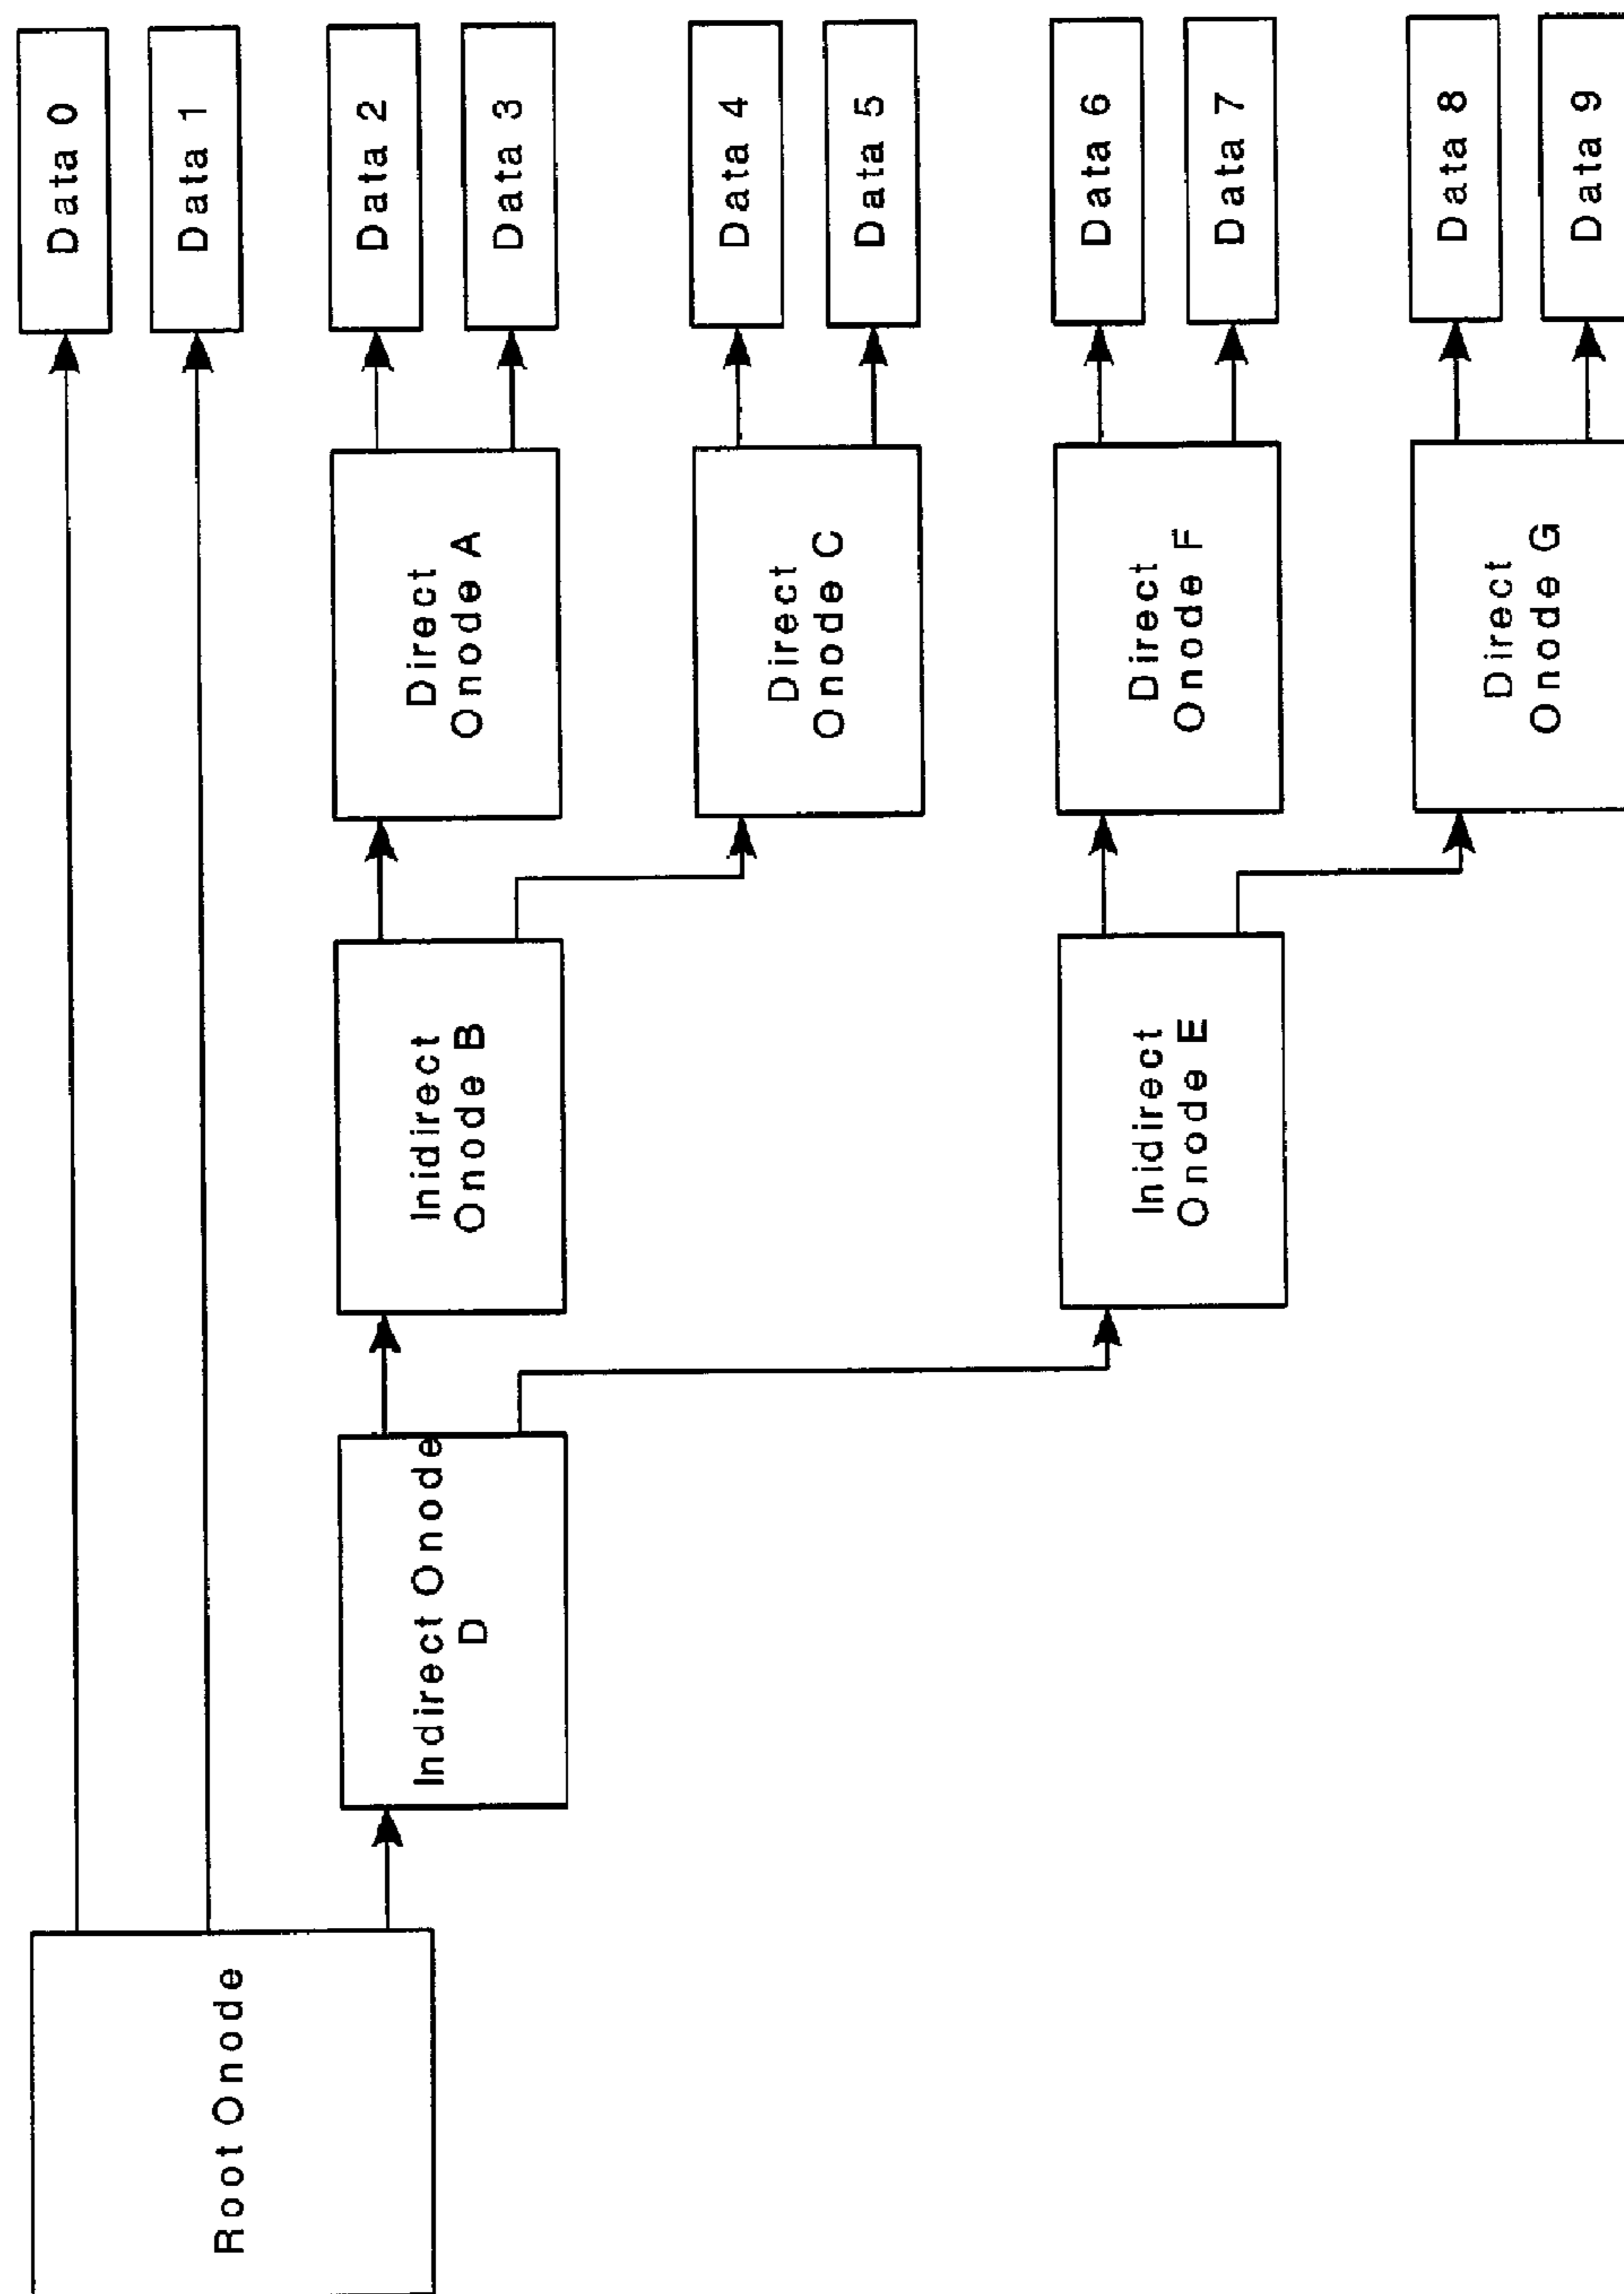 Data 0
Data 1
Data 2
Data 3
Data 4
Data 5
Data 6
Data 7
Data 8
Data 9
Direct
Onode A
Direct
Onode C
Direct
Onode F
Direct
Onode G
Inidirect
Onode B
Inidirect
Onode E
Indirect Onode
D
Root Onode